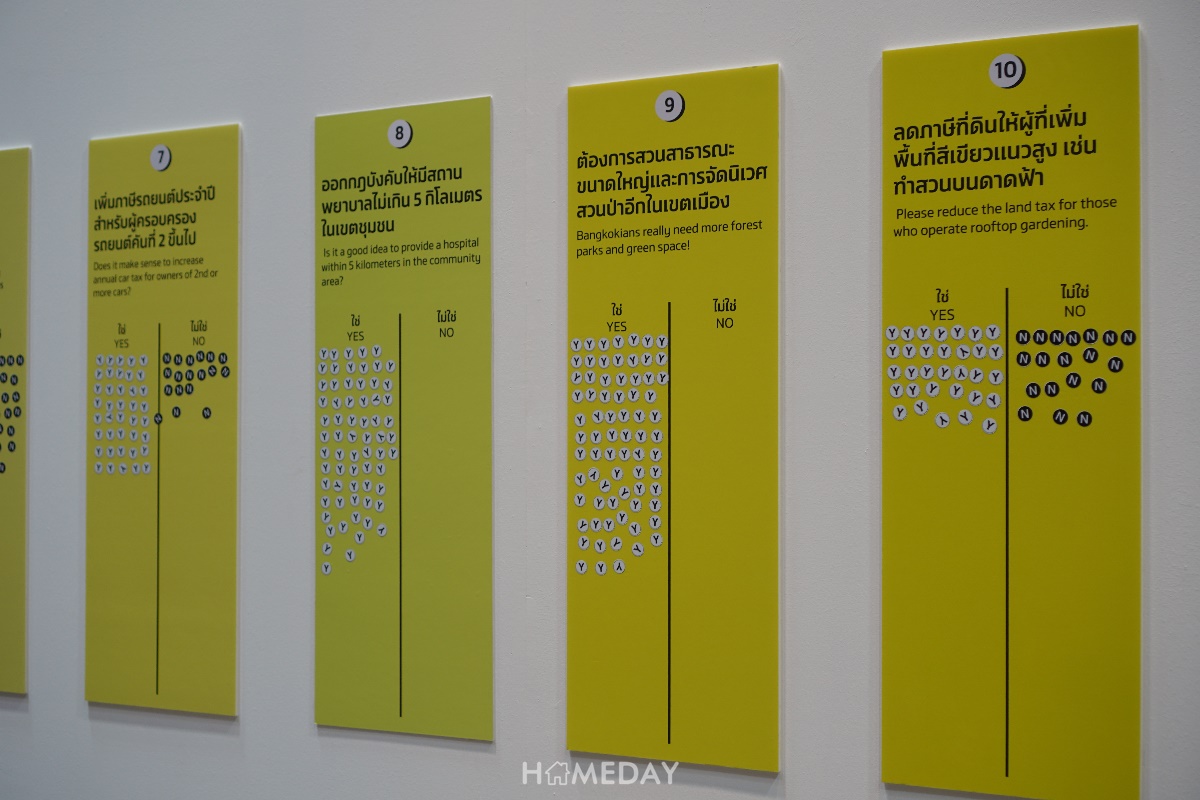 7
เพิ่มภาษีรถยนต์ประจำปี
สำหรับผู้ครอบครอง
รถยนต์คันที่ 2 ขึ้นไป
Does it make sense to increase
annual car tax for owners of 2nd or
more cars?
ใช่
YES
ไม่ใช่
NO
8
ออกกฎบังคับให้มีสถาน
พยาบาลไม่เกิน 5 กิโลเมตร
ในเขตชุมชน
Is it a good idea to provide a hospital
within 5 kilometers in the community
area?
ใช่
YES
ไม่ใช่
NO
9
ต้องการสวนสาธารณะ
ขนาดใหญ่และการจัดนิเวศ
สวนป่าอีกในเขตเมือง
Bangkokians really need more forest
parks and green space!
ใช่
YES
ไม่ใช่
NO
10
ลดภาษีที่ดินให้ผู้ที่เพิ่ม
พื้นที่สีเขียวแนวสูง เช่น
ทำสวนบนดาดฟ้า
Please reduce the land tax for those
who operate rooftop gardening.
ใช่
YES
ไม่ใช่
NO
HOMEDAY